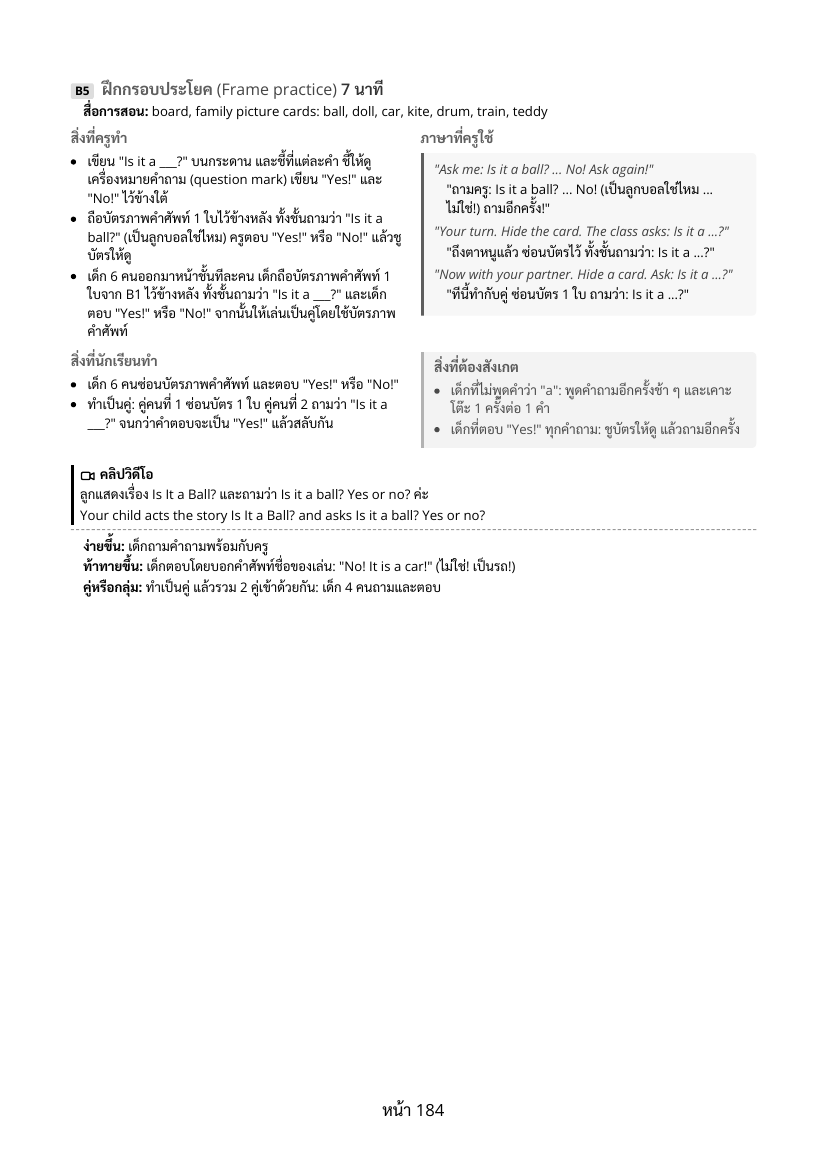 B5 ฝึกกรอบประโยค (Frame practice) 7 นาที
สื่อการสอน: board, family picture cards: ball, doll, car, kite, drum, train, teddy
สิ่งที่ครูทำ
• เขียน "Is it a ___?" บนกระดาน และชี้ที่แต่ละคำ ชี้ให้ดู
เครื่องหมายคำถาม (question mark) เขียน "Yes!" และ
"No!" ไว้ข้างใต้
• ถือบัตรภาพคำศัพท์ 1 ใบไว้ข้างหลัง ทั้งชั้นถามว่า "Is it a
ball?" (เป็นลูกบอลใช่ไหม) ครูตอบ "Yes!" หรือ "No!" แล้วชู
บัตรให้ดู
• เด็ก 6 คนออกมาหน้าชั้นทีละคน เด็กถือบัตรภาพคำศัพท์ 1
ใบจาก B1 ไว้ข้างหลัง ทั้งชั้นถามว่า "Is it a ___?" และเด็ก
ตอบ "Yes!" หรือ "No!" จากนั้นให้เล่นเป็นคู่โดยใช้บัตรภาพ
คำศัพท์
ภาษาที่ครูใช้
"Ask me: Is it a ball? ... No! Ask again!"
"ถามครู: Is it a ball? ... No! (เป็นลูกบอลใช่ไหม ...
ไม่ใช่!) ถามอีกครั้ง!"
"Your turn. Hide the card. The class asks: Is it a ...?"
"ถึงตาหนูแล้ว ซ่อนบัตรไว้ ทั้งชั้นถามว่า: Is it a ...?"
"Now with your partner. Hide a card. Ask: Is it a ...?"
"ทีนี้ทำกับคู่ ซ่อนบัตร 1 ใบ ถามว่า: Is it a ...?"
สิ่งที่นักเรียนทำ
• เด็ก 6 คนซ่อนบัตรภาพคำศัพท์ และตอบ "Yes!" หรือ "No!"
• ทำเป็นคู่: คู่คนที่ 1 ซ่อนบัตร 1 ใบ คู่คนที่ 2 ถามว่า "Is it a
___?" จนกว่าคำตอบจะเป็น "Yes!" แล้วสลับกัน
สิ่งที่ต้องสังเกต
• เด็กที่ไม่พูดคำว่า "a": พูดคำถามอีกครั้งช้า ๆ และเคาะ
โต๊ะ 1 ครั้งต่อ 1 คำ
• เด็กที่ตอบ "Yes!" ทุกคำถาม: ชูบัตรให้ดู แล้วถามอีกครั้ง
คลิปวิดีโอ
ลูกแสดงเรื่อง Is It a Ball? และถามว่า Is it a ball? Yes or no? ค่ะ
Your child acts the story Is It a Ball? and asks Is it a ball? Yes or no?
ง่ายขึ้น: เด็กถามคำถามพร้อมกับครู
ท้าทายขึ้น: เด็กตอบโดยบอกคำศัพท์ชื่อของเล่น: "No! It is a car!" (ไม่ใช่! เป็นรถ!)
คู่หรือกลุ่ม: ทำเป็นคู่ แล้วรวม 2 คู่เข้าด้วยกัน: เด็ก 4 คนถามและตอบ
หน้า 184